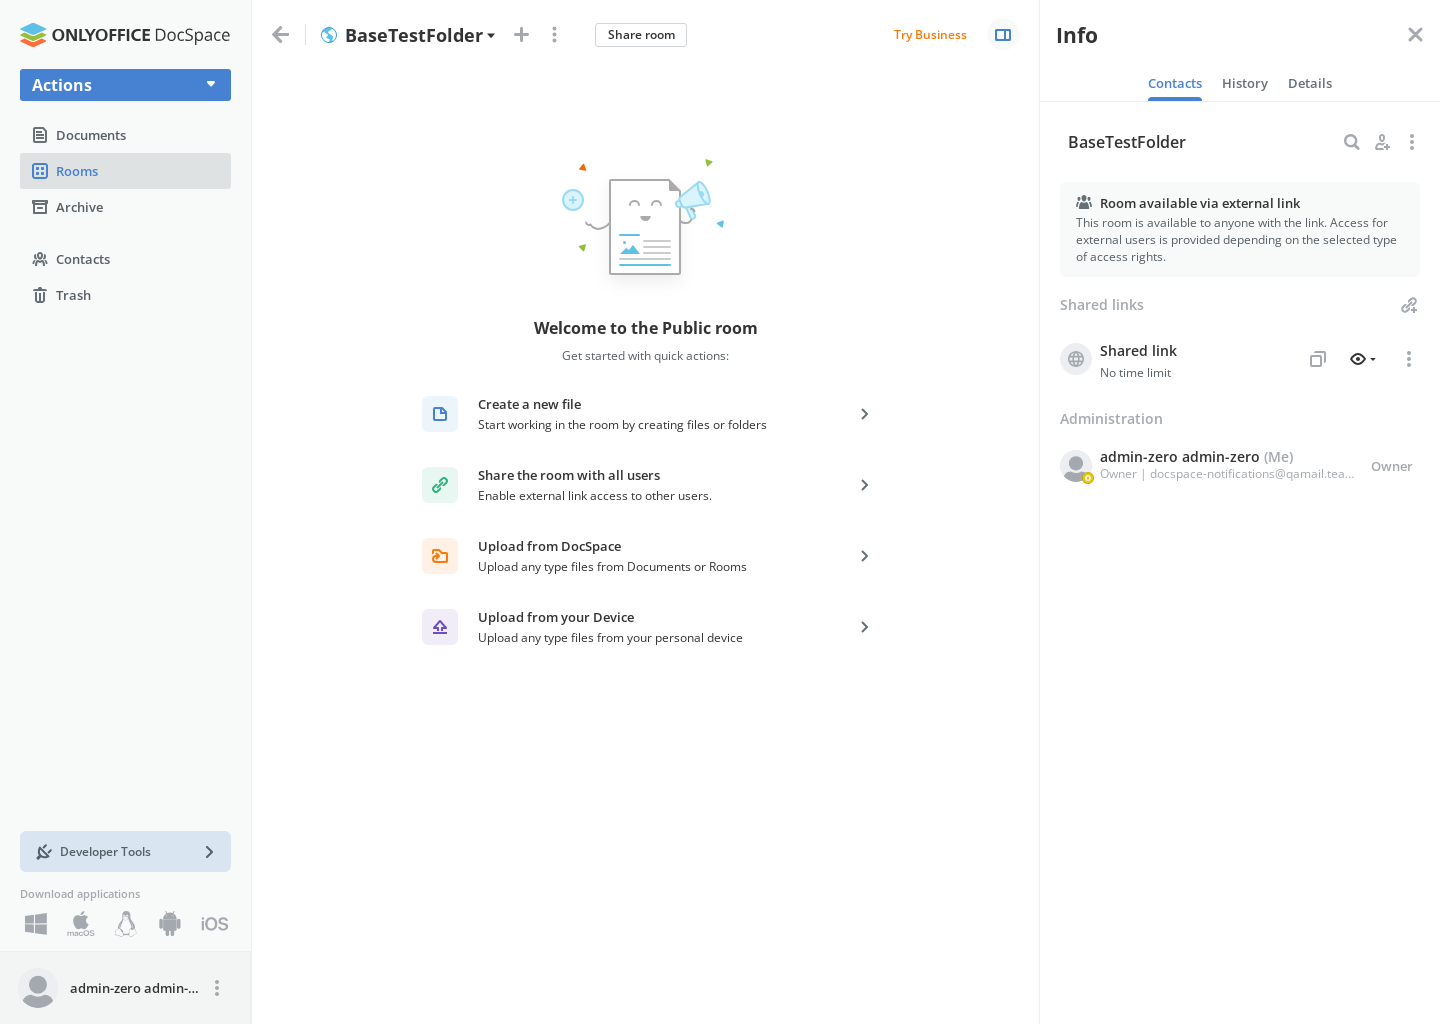 ONLYOFFICE DocSpace
Actions
Documents
Rooms
Archive
Contacts
Trash
Developer Tools
Download applications
macOS
iOS
admin-zero admin-...
BaseTestFolder
Share room
Try Business
Welcome to the Public room
Get started with quick actions:
Create a new file
Start working in the room by creating files or folders
Share the room with all users
Enable external link access to other users.
Upload from DocSpace
Upload any type files from Documents or Rooms
Upload from your Device
Upload any type files from your personal device
Info
Contacts History Details
BaseTestFolder
Room available via external link
This room is available to anyone with the link. Access for
external users is provided depending on the selected type
of access rights.
Shared links
Shared link
No time limit
Administration
admin-zero admin-zero (Me)
Owner | docspace-notifications@qamail.tea...
Owner